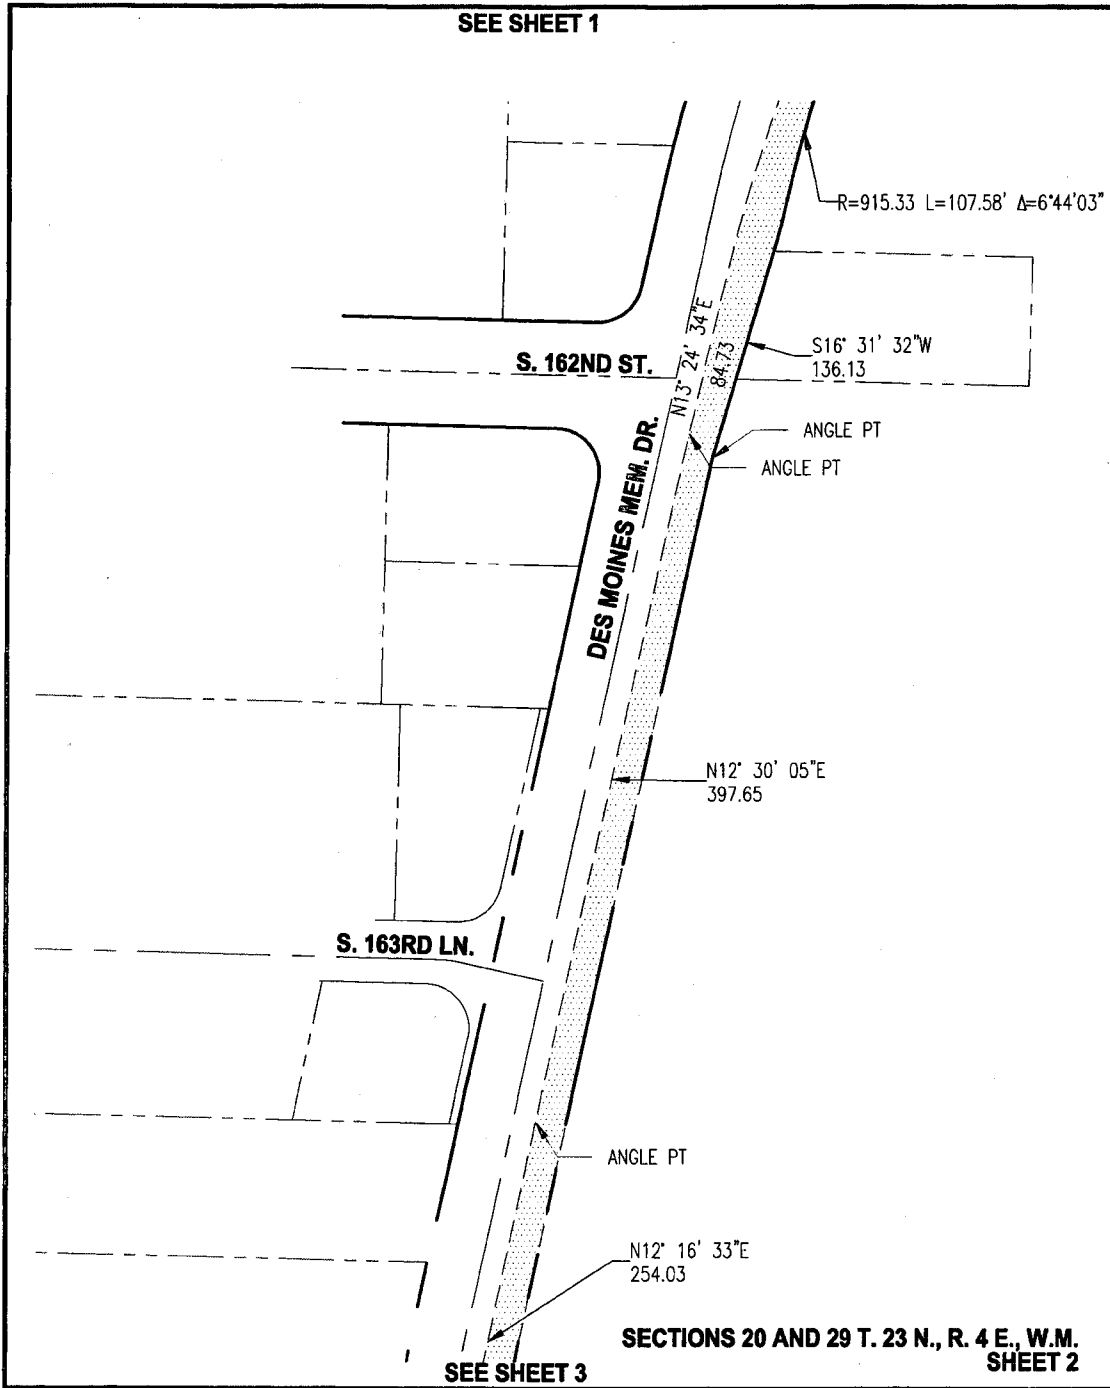 SEE SHEET 1
R=915.33 L=107.58' Δ=6°44'03"
S16° 31' 32"W
136.13
N13° 24' 34"E
84.73
S. 162ND ST.
ANGLE PT
ANGLE PT
DES MOINES MEM. DR.
N12° 30' 05"E
397.65
S. 163RD LN.
ANGLE PT
N12° 16' 33"E
254.03
SECTIONS 20 AND 29 T. 23 N., R. 4 E., W.M.
SHEET 2
SEE SHEET 3